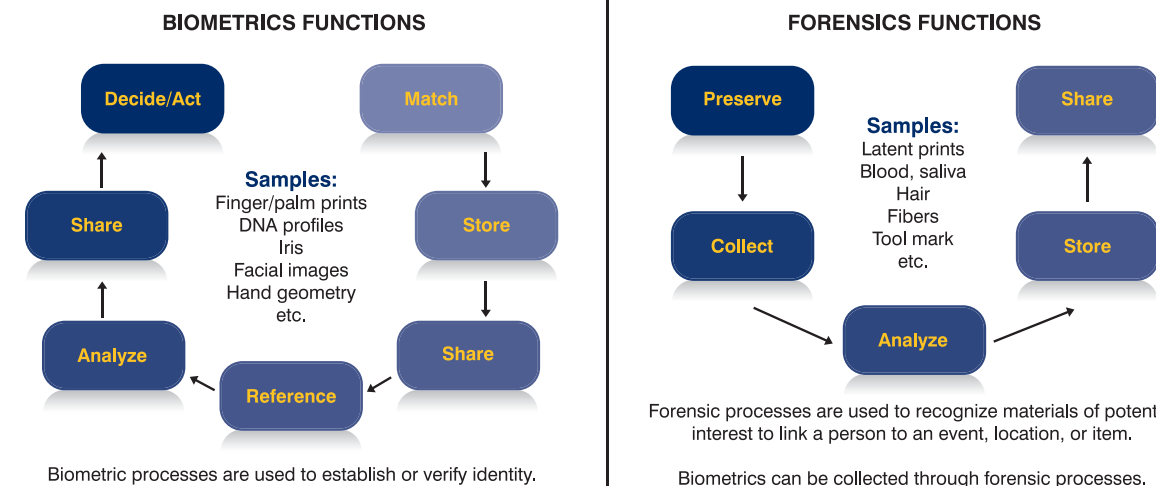 BIOMETRICS FUNCTIONS
Decide/Act
Match
Share
Samples:
Finger/palm prints
DNA profiles
Iris
Facial images
Hand geometry
etc.
Store
Analyze
Reference
Share
Biometric processes are used to establish or verify identity.
FORENSICS FUNCTIONS
Preserve
Share
Samples:
Latent prints
Blood, saliva
Hair
Fibers
Tool mark
etc.
Collect
Store
Analyze
Forensic processes are used to recognize materials of potent
interest to link a person to an event, location, or item.
Biometrics can be collected through forensic processes.